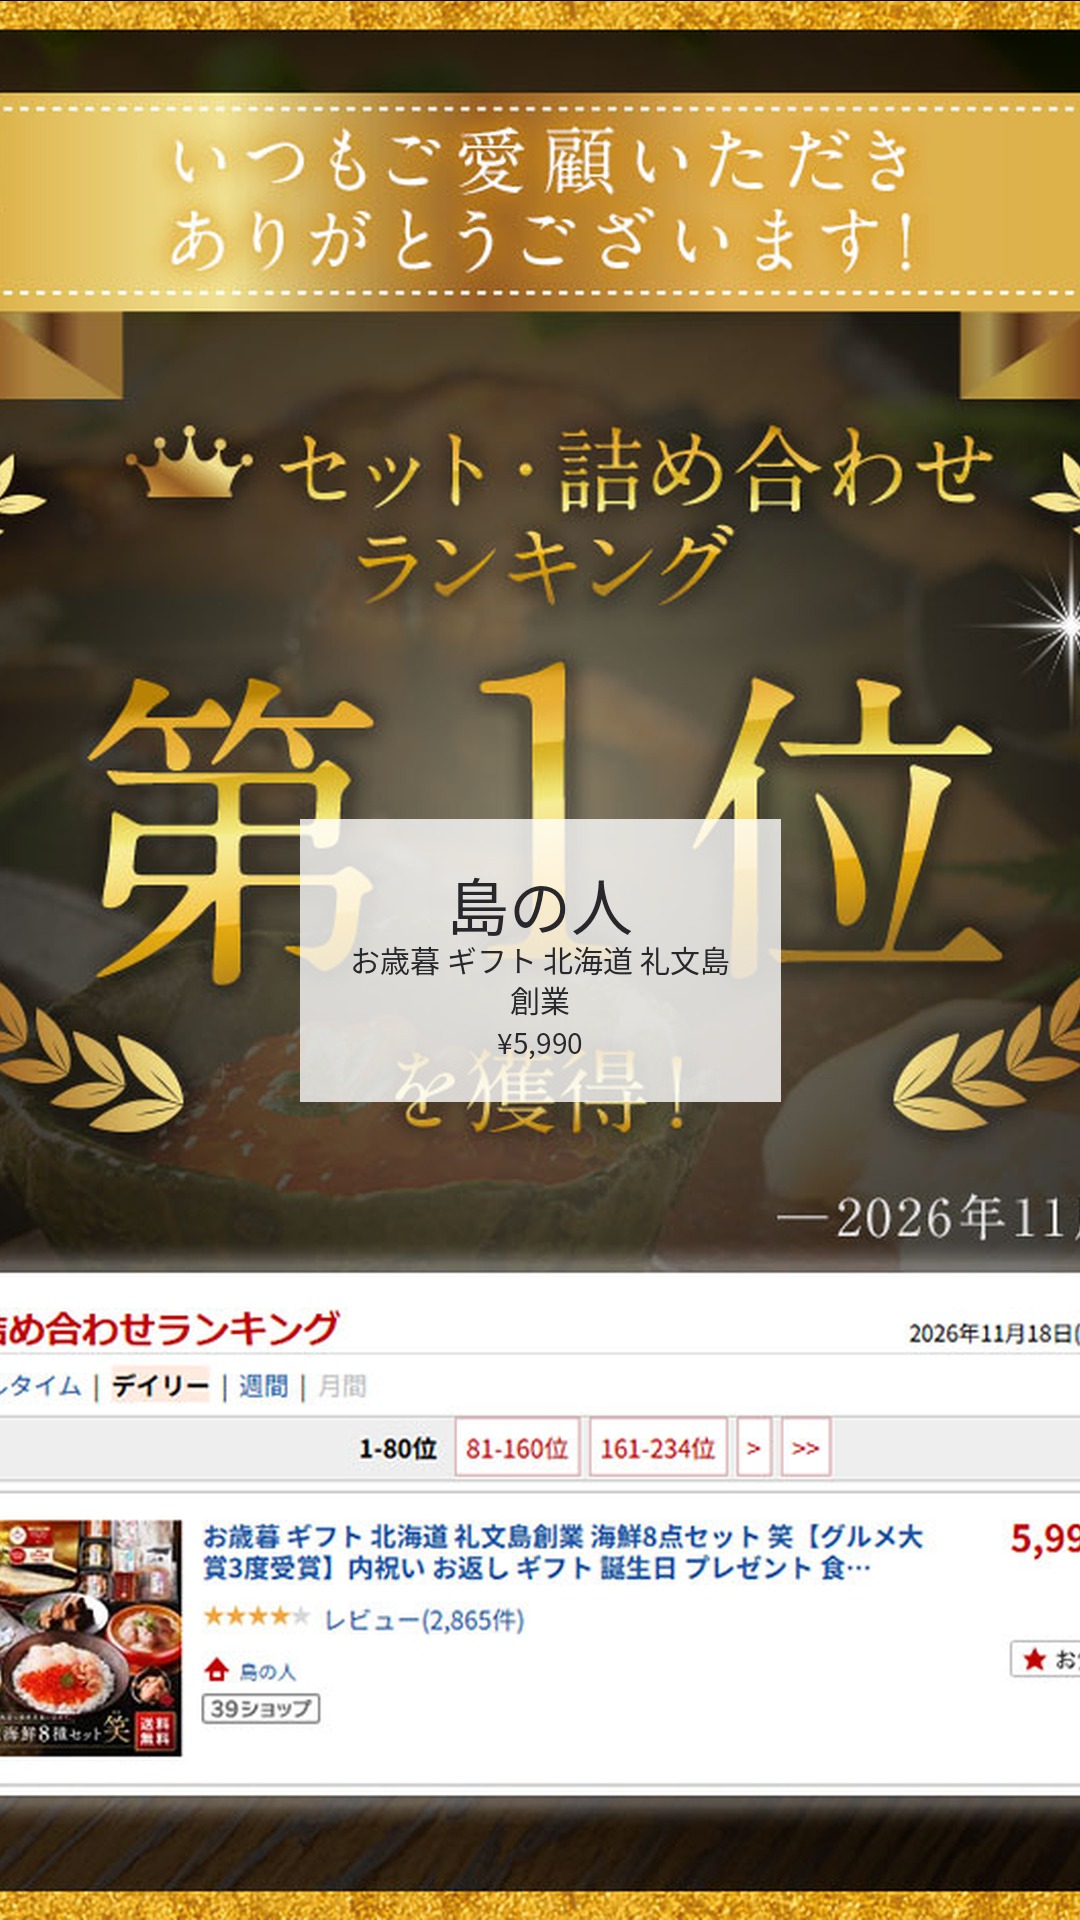 いつもご愛顧いただき
ありがとうございます!
セット・詰め合わせ
ランキング
第1位
島の人
お歳暮 ギフト 北海道 礼文島
創業
¥5,990
を獲得!
—2026年11
詰め合わせランキング
2026年11月18日(
ルタイム | デイリー | 週間 | 月間
1-80位 81-160位 161-234位 > >>
お歳暮 ギフト 北海道 礼文島創業 海鮮8点セット 笑【グルメ大
賞3度受賞】内祝い お返し ギフト 誕生日 プレゼント 食…
5,99
レビュー(2,865件)
島の人
★ お
39ショップ
海鮮8種セット 笑 送料無料